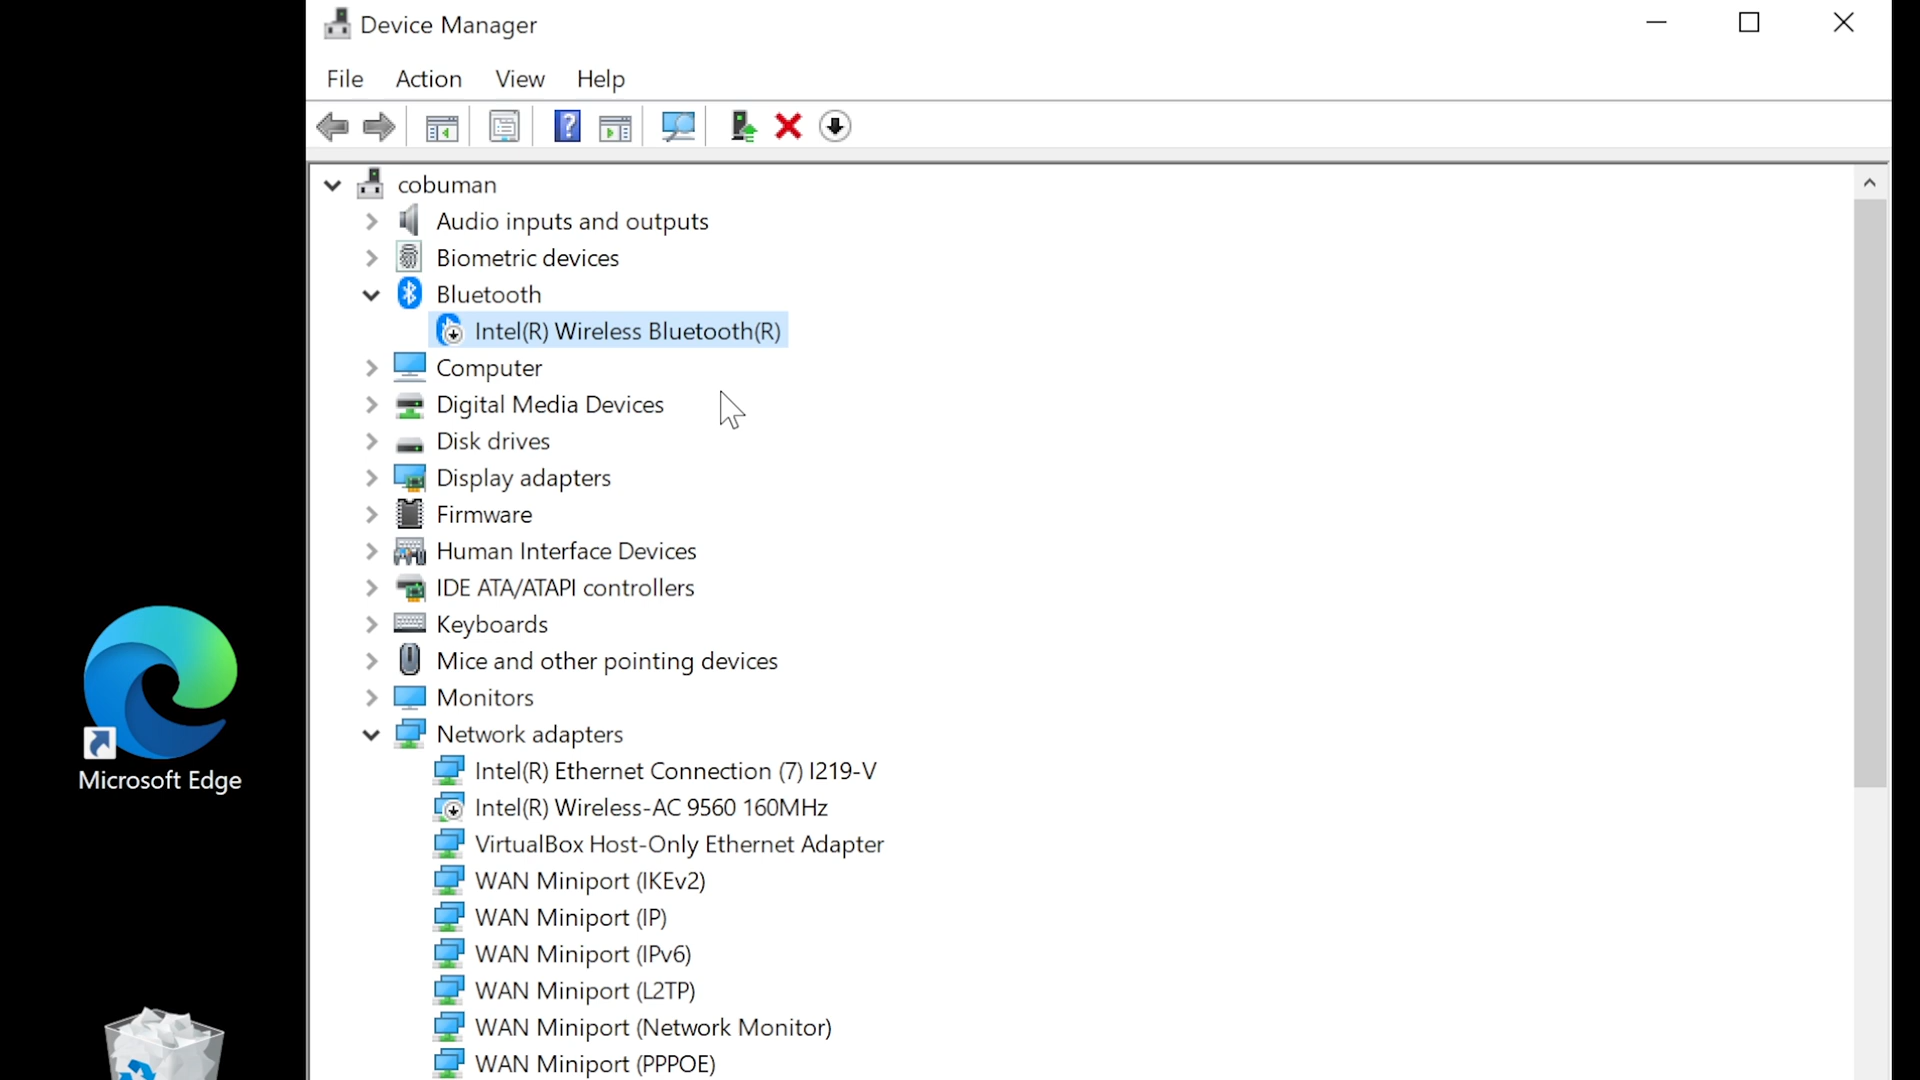 Device Manager
File Action View Help
cobuman
Audio inputs and outputs
Biometric devices
Bluetooth
Intel(R) Wireless Bluetooth(R)
Computer
Digital Media Devices
Disk drives
Display adapters
Firmware
Human Interface Devices
IDE ATA/ATAPI controllers
Keyboards
Mice and other pointing devices
Monitors
Network adapters
Intel(R) Ethernet Connection (7) I219-V
Intel(R) Wireless-AC 9560 160MHz
VirtualBox Host-Only Ethernet Adapter
WAN Miniport (IKEv2)
WAN Miniport (IP)
WAN Miniport (IPv6)
WAN Miniport (L2TP)
WAN Miniport (Network Monitor)
WAN Miniport (PPPOE)
Microsoft Edge